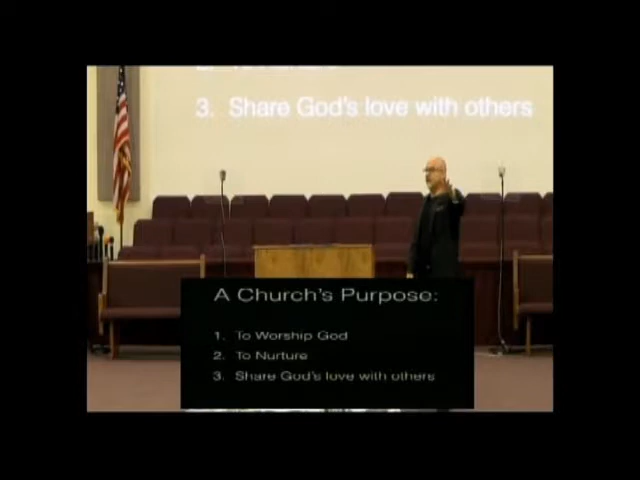 3. Share God's love with others
A Church's Purpose:
1. To Worship God
2. To Nurture
3. Share God's love with others